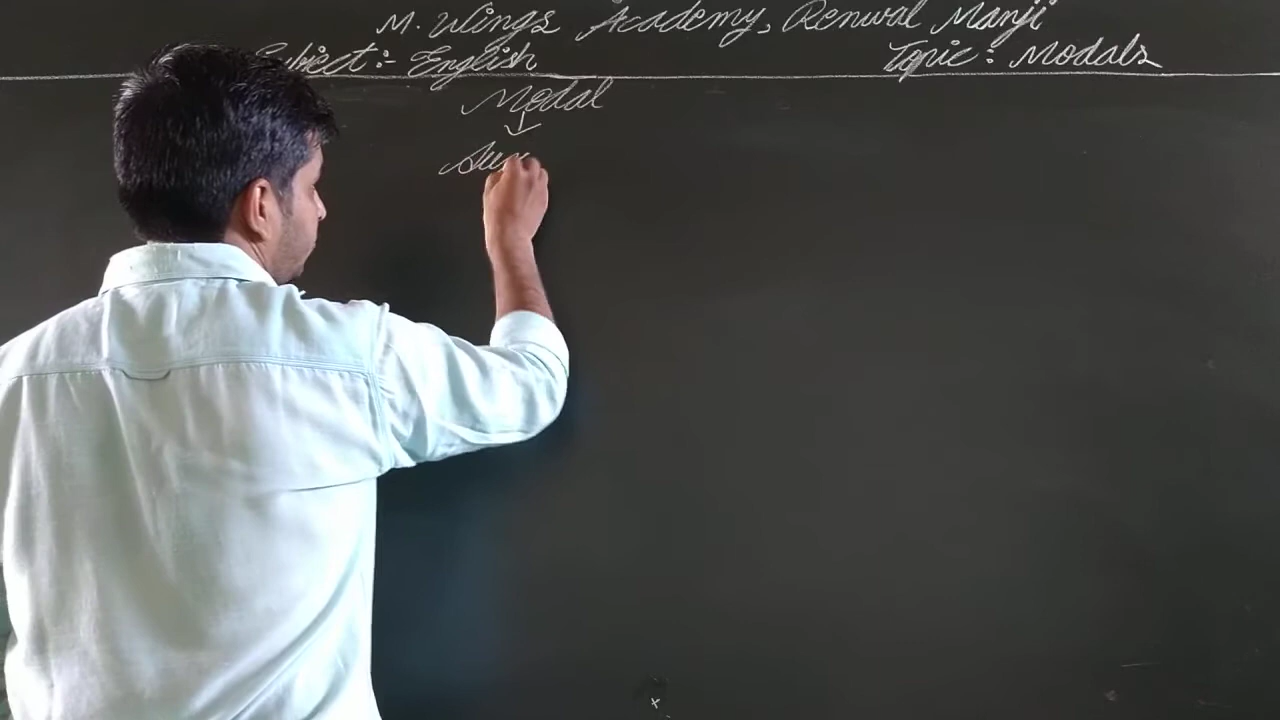 M. Wings Academy, Renwal Manji
Subject:- English Topic: Modals
Modal